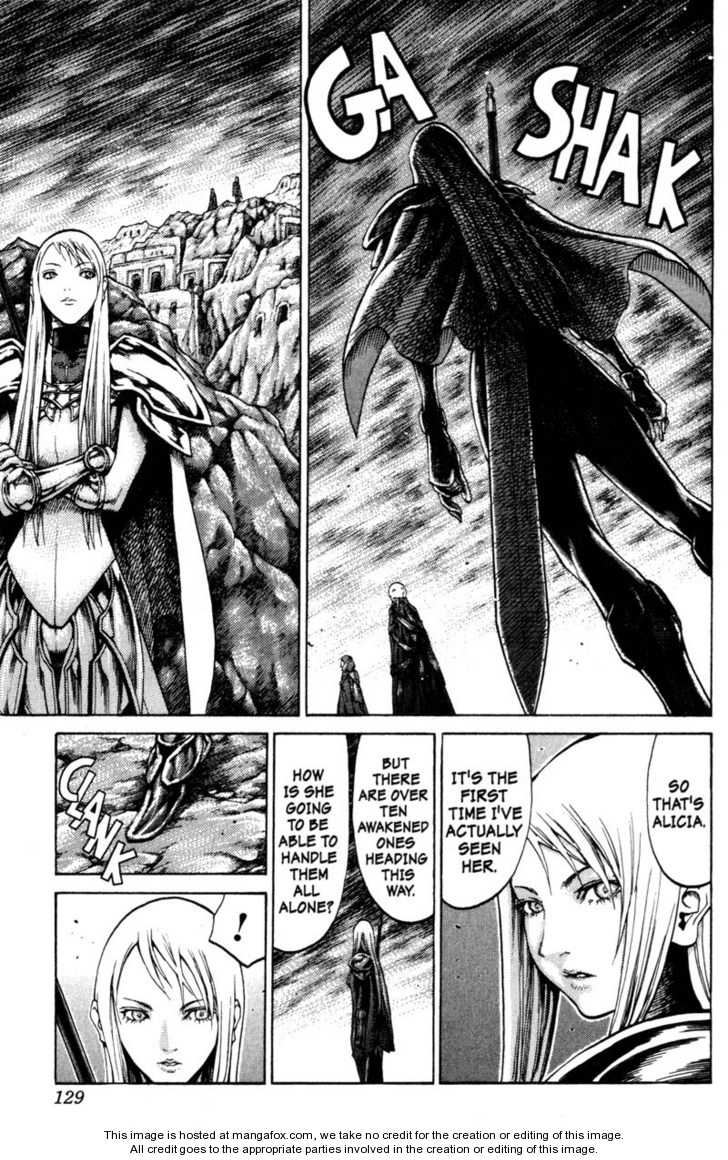 GA
SHAK
SO
THAT'S
ALICIA.
IT'S THE
FIRST
TIME I'VE
ACTUALLY
SEEN
HER.
BUT
THERE
ARE OVER
TEN
AWAKENED
ONES
HEADING
THIS
WAY.
HOW
IS SHE
GOING
TO BE
ABLE TO
HANDLE
THEM
ALL
ALONE?
CLANK
!
129
This image is hosted at mangafox.com, we take no credit for the creation or editing of this image.
All credit goes to the appropriate parties involved in the creation or editing of this image.